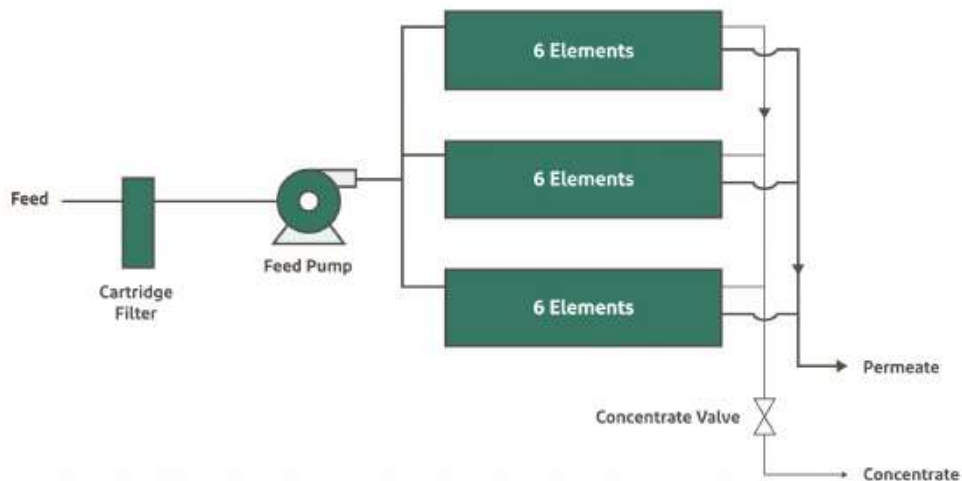 6 Elements
6 Elements
Feed
Feed Pump
Cartridge
Filter
6 Elements
Permeate
Concentrate Valve
Concentrate